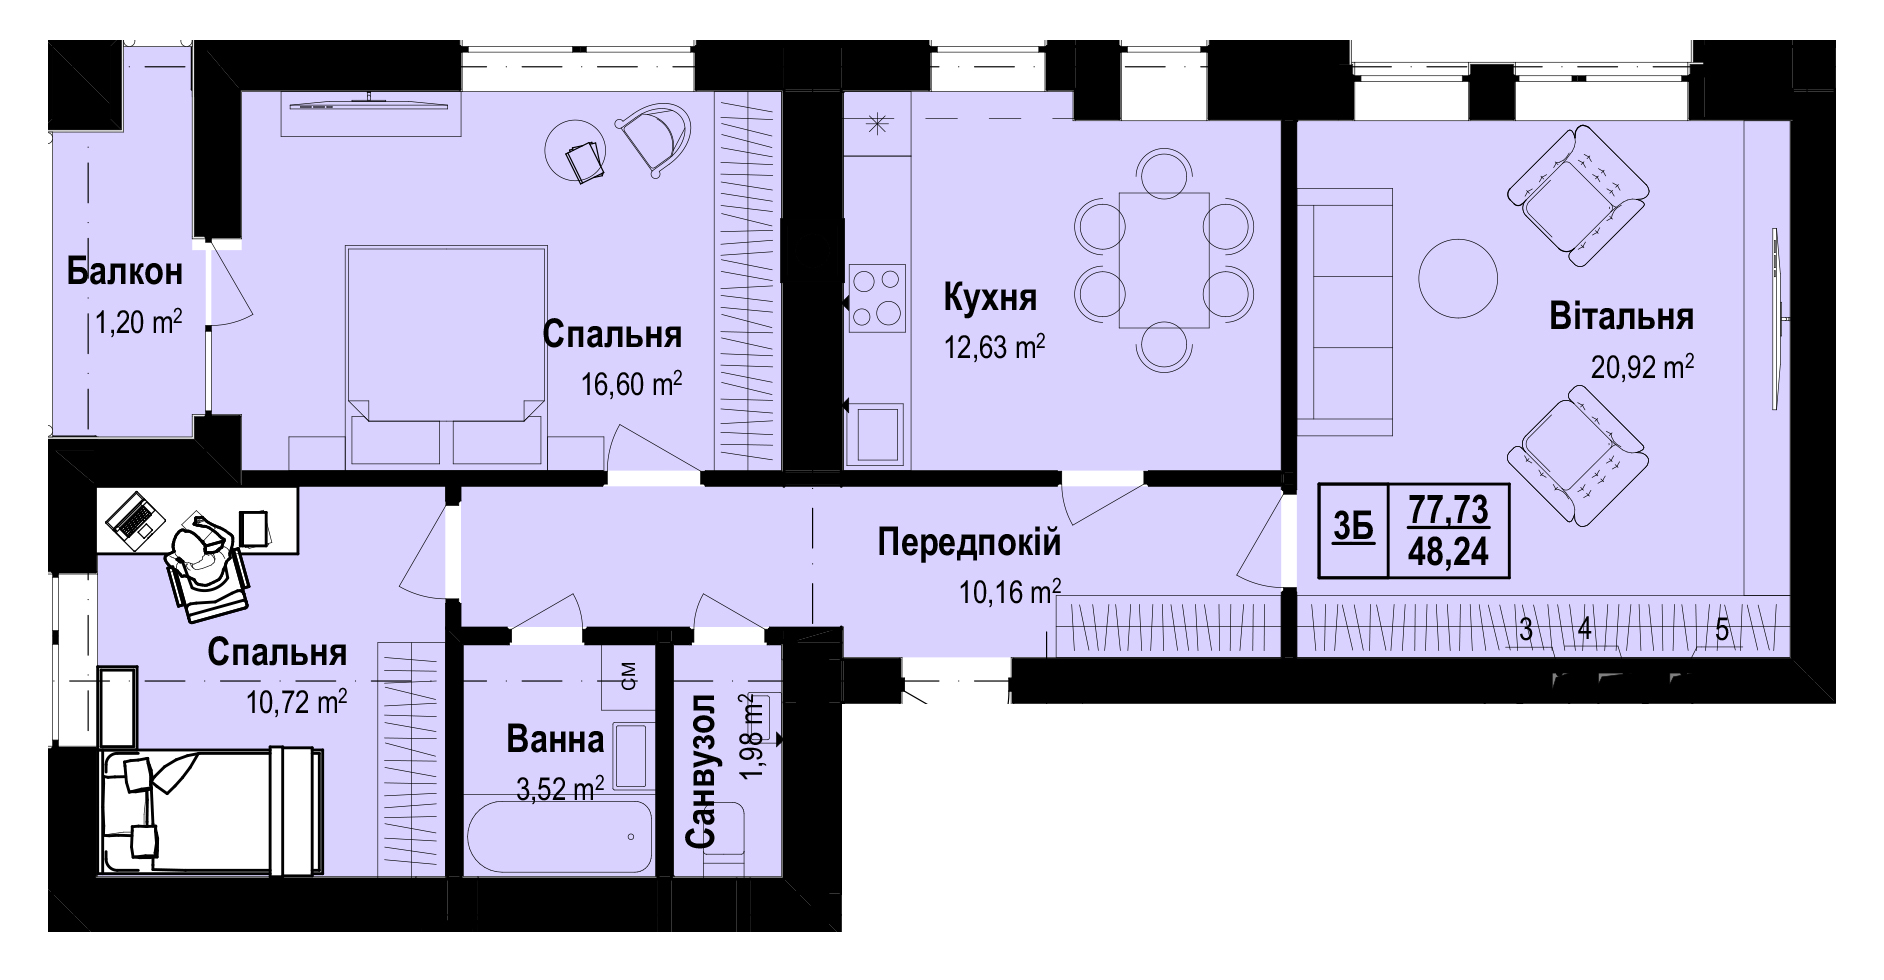 Балкон
1,20 m²
Спальня
16,60 m²
Кухня
12,63 m²
Вітальня
20,92 m²
3Б
77,73
48,24
Передпокій
10,16 m²
3 4 5
Спальня
10,72 m²
Ванна
3,52 m²
СМ
Санвузол
1,98 m²